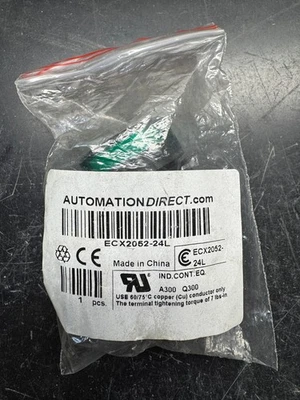 AUTOMATIONDIRECT.com
ECX2052-24L
CE
Made in China
ECX2052-
24L
IND.CONT.EQ.
A300 Q300
1 pcs.
USE 60/75°C copper (Cu) conductor only
The terminal tightening torque of 7 lbs-in